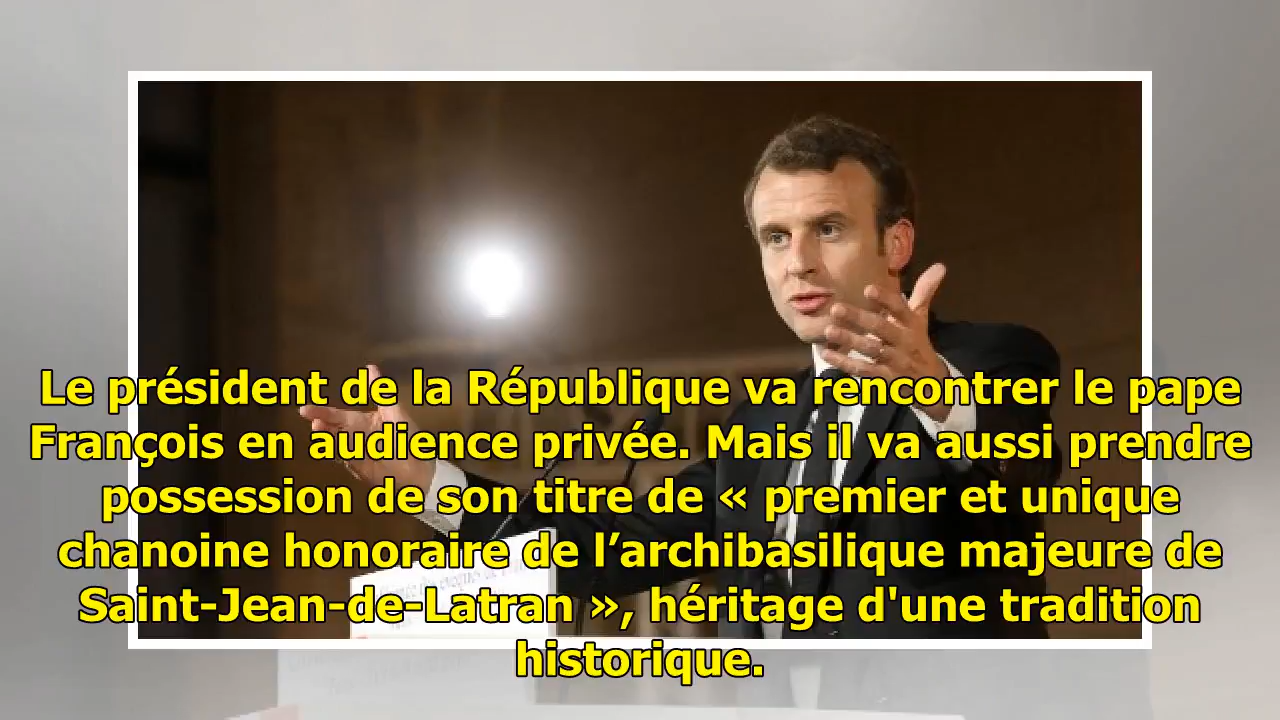 Le président de la République va rencontrer le pape
François en audience privée. Mais il va aussi prendre
possession de son titre de « premier et unique
chanoine honoraire de l’archibasilique majeure de
Saint-Jean-de-Latran », héritage d'une tradition
historique.